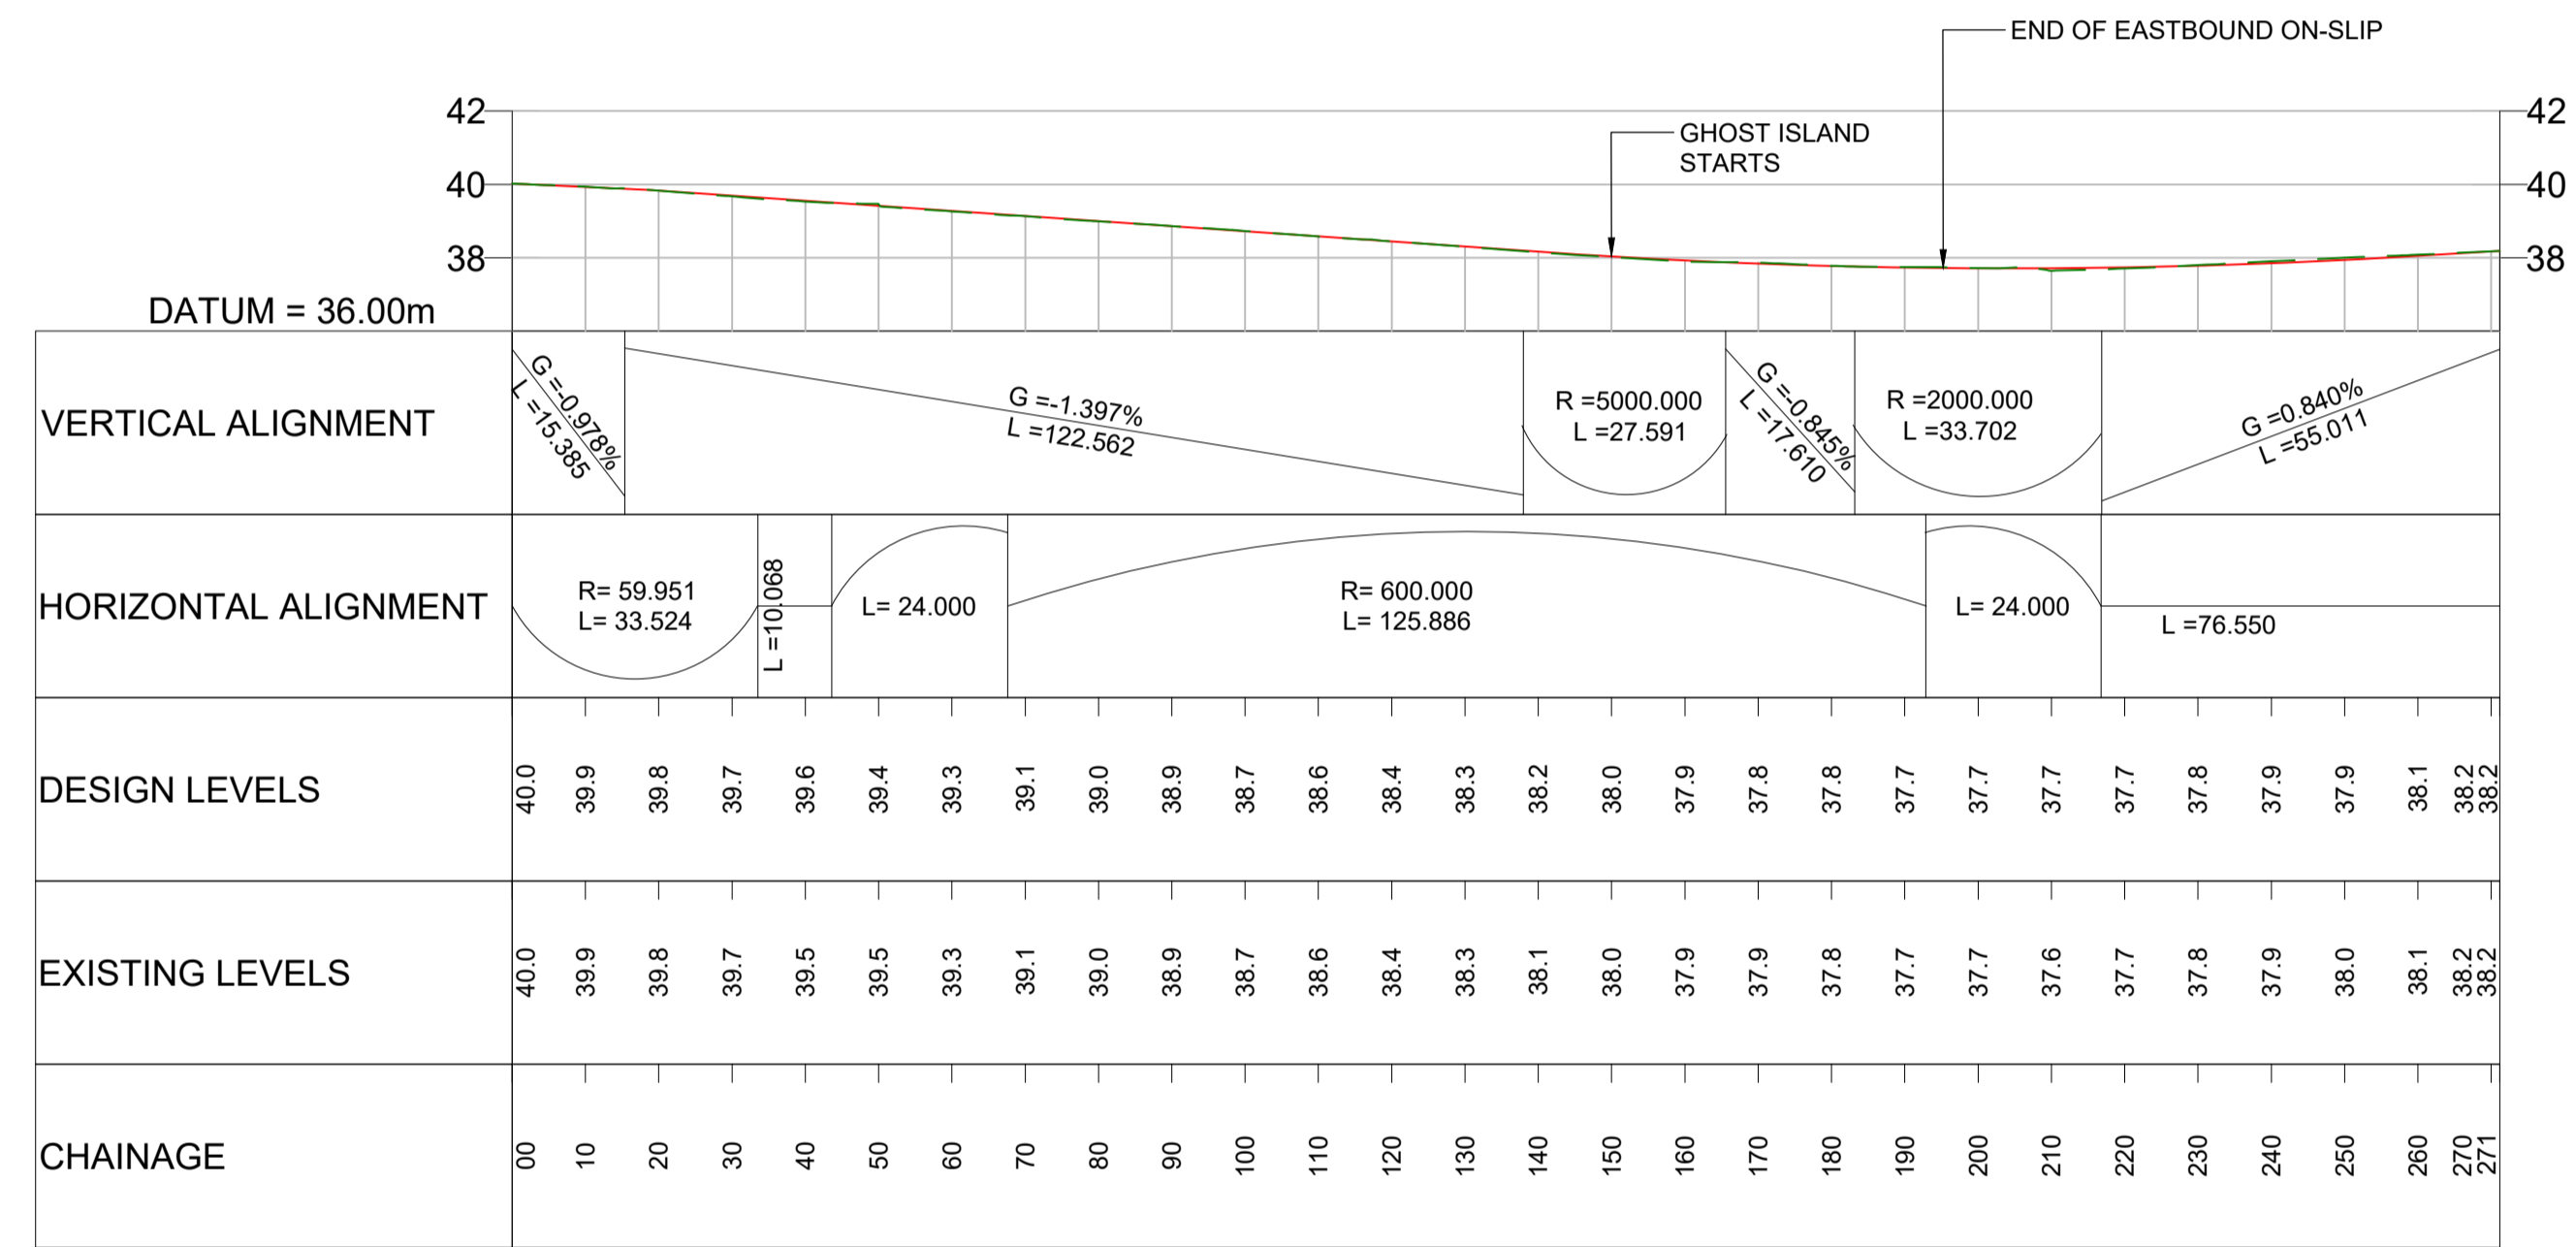 END OF EASTBOUND ON-SLIP
42
42
GHOST ISLAND
STARTS
40
40
38
38
DATUM = 36.00m
VERTICAL ALIGNMENT
G =-0.978%
L =15.385
G =-1.397%
L =122.562
R =5000.000
L =27.591
G =-0.845%
L =17.610
R =2000.000
L =33.702
G =0.840%
L =55.011
HORIZONTAL ALIGNMENT
R= 59.951
L= 33.524
L =10.068
L= 24.000
R= 600.000
L= 125.886
L= 24.000
L =76.550
DESIGN LEVELS
40.0 39.9 39.8 39.7 39.6 39.4 39.3 39.1 39.0 38.9 38.7 38.6 38.4 38.3 38.2 38.0 37.9 37.8 37.8 37.7 37.7 37.7 37.7 37.8 37.9 37.9 38.1 38.2 38.2
EXISTING LEVELS
40.0 39.9 39.8 39.7 39.5 39.5 39.3 39.1 39.0 38.9 38.7 38.6 38.4 38.3 38.1 38.0 37.9 37.9 37.8 37.7 37.7 37.6 37.7 37.8 37.9 38.0 38.1 38.2 38.2
CHAINAGE
00 10 20 30 40 50 60 70 80 90 100 110 120 130 140 150 160 170 180 190 200 210 220 230 240 250 260 270 271